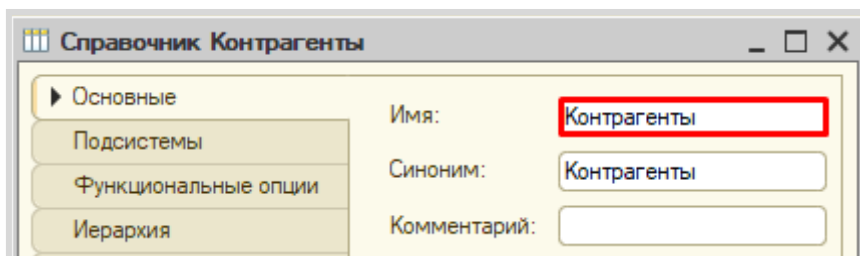 Справочник Контрагенты
Основные
Подсистемы
Функциональные опции
Иерархия
Имя: Контрагенты
Синоним: Контрагенты
Комментарий: